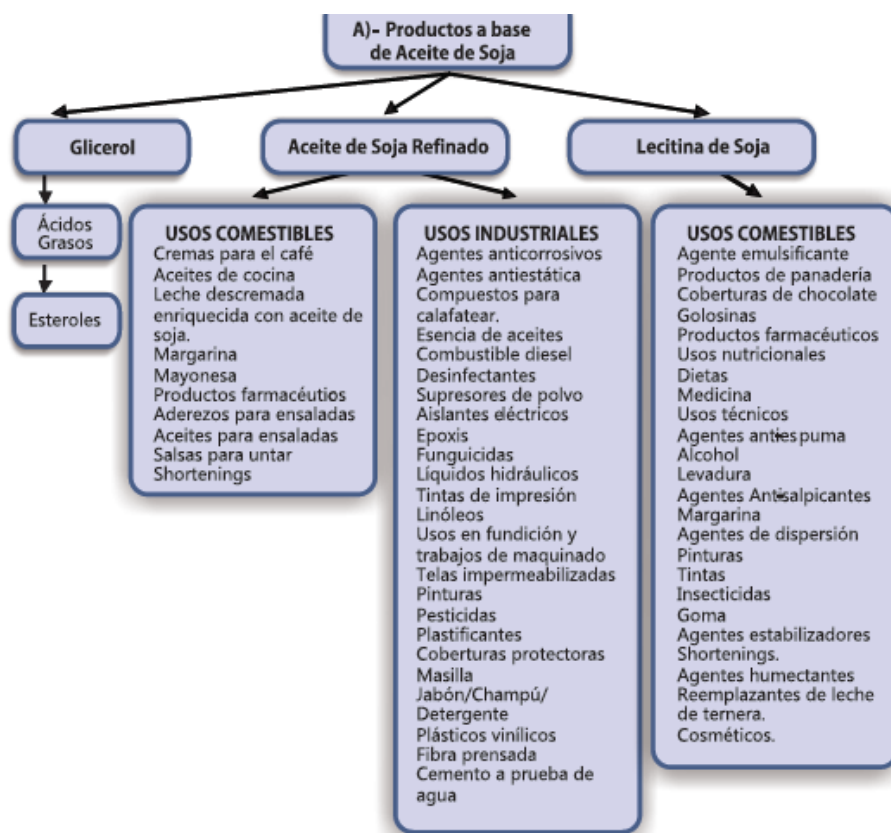 A)- Productos a base
de Aceite de Soja
Glicerol
Aceite de Soja Refinado
Lecitina de Soja
Ácidos
Grasos
Esteroles
USOS COMESTIBLES
Cremas para el café
Aceites de cocina
Leche descremada
enriquecida con aceite de
soja.
Margarina
Mayonesa
Productos farmacéutios
Aderezos para ensaladas
Aceites para ensaladas
Salsas para untar
Shortenings
USOS INDUSTRIALES
Agentes anticorrosivos
Agentes antiestática
Compuestos para
calafatear.
Esencia de aceites
Combustible diesel
Desinfectantes
Supresores de polvo
Aislantes eléctricos
Epoxis
Funguicidas
Líquidos hidráulicos
Tintas de impresión
Linóleos
Usos en fundición y
trabajos de maquinado
Telas impermeabilizadas
Pinturas
Pesticidas
Plastificantes
Coberturas protectoras
Masilla
Jabón/Champú/
Detergente
Plásticos vinílicos
Fibra prensada
Cemento a prueba de
agua
USOS COMESTIBLES
Agente emulsificante
Productos de panadería
Coberturas de chocolate
Golosinas
Productos farmacéuticos
Usos nutricionales
Dietas
Medicina
Usos técnicos
Agentes anti-espuma
Alcohol
Levadura
Agentes Anti-salpicantes
Margarina
Agentes de dispersión
Pinturas
Tintas
Insecticidas
Goma
Agentes estabilizadores
Shortenings.
Agentes humectantes
Reemplazantes de leche
de ternera.
Cosméticos.